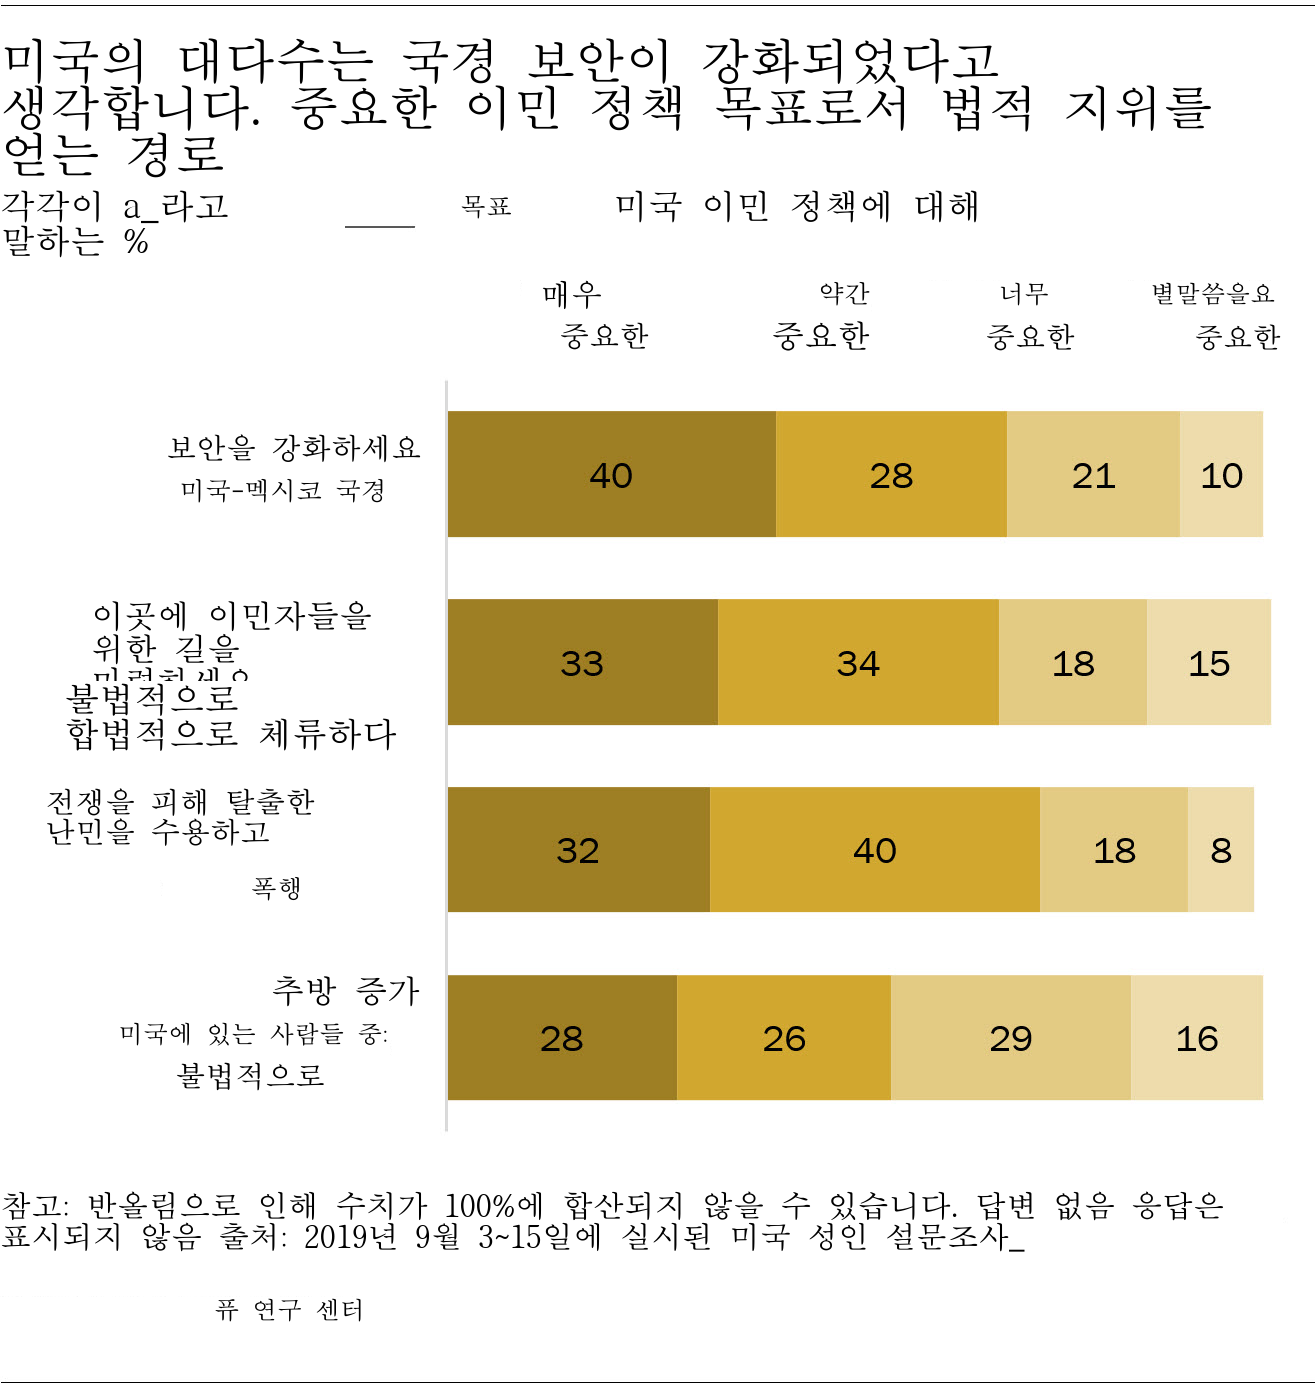 미국의 대다수는 국경 보안이 강화되었다고
생각합니다. 중요한 이민 정책 목표로서 법적 지위를
얻는 경로
각각이 a_라고 목표 미국 이민 정책에 대해
말하는 %
매우 약간 너무 별말씀을요
중요한 중요한 중요한 중요한
보안을 강화하세요
미국-멕시코 국경
40 28 21 10
이곳에 이민자들을
위한 길을
마련하세요
불법적으로
합법적으로 체류하다
33 34 18 15
전쟁을 피해 탈출한
난민을 수용하고
폭행
32 40 18 8
추방 증가
미국에 있는 사람들 중:
불법적으로
28 26 29 16
참고: 반올림으로 인해 수치가 100%에 합산되지 않을 수 있습니다. 답변 없음 응답은
표시되지 않음 출처: 2019년 9월 3~15일에 실시된 미국 성인 설문조사_
퓨 연구 센터